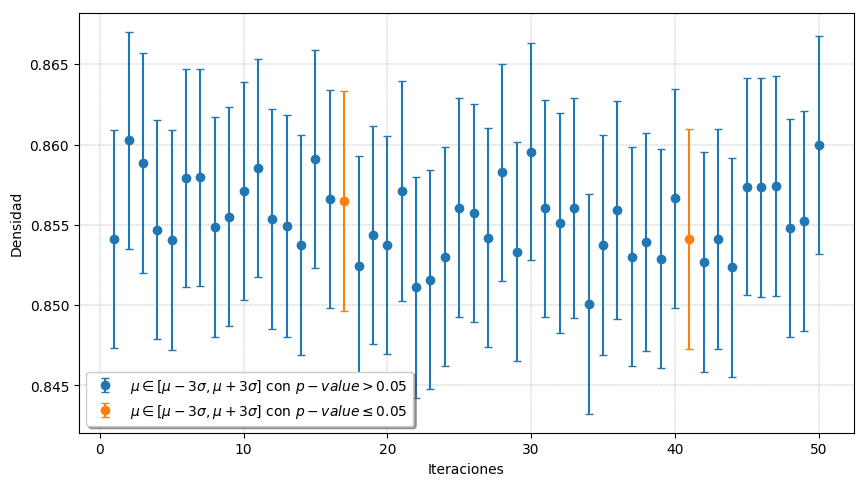 0.865
0.860
0.855
0.850
0.845
Densidad
μ ∈ [μ − 3σ, μ + 3σ] con p − value > 0.05
μ ∈ [μ − 3σ, μ + 3σ] con p − value ≤ 0.05
0 10 20 30 40 50
Iteraciones